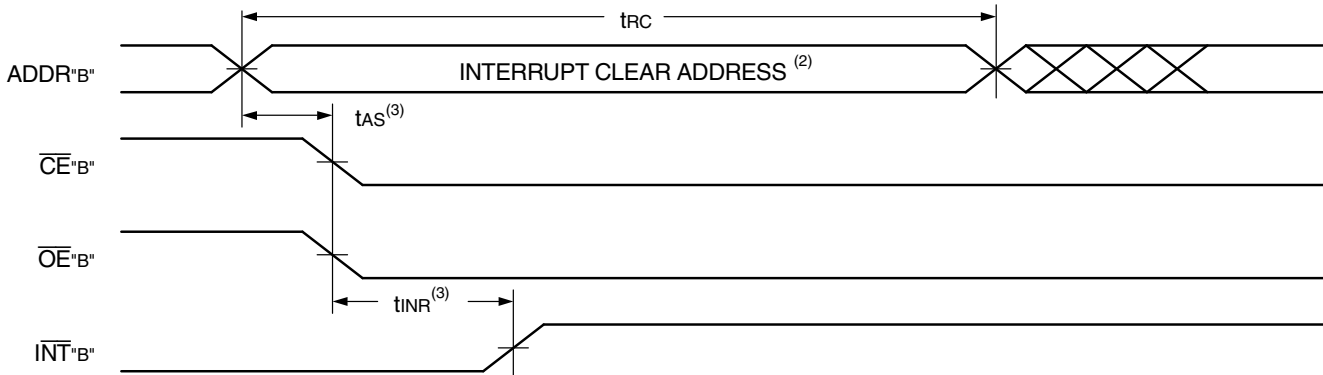 tRC
ADDR"B"
INTERRUPT CLEAR ADDRESS (2)
tAS(3)
CE"B"
OE"B"
tINR(3)
INT"B"